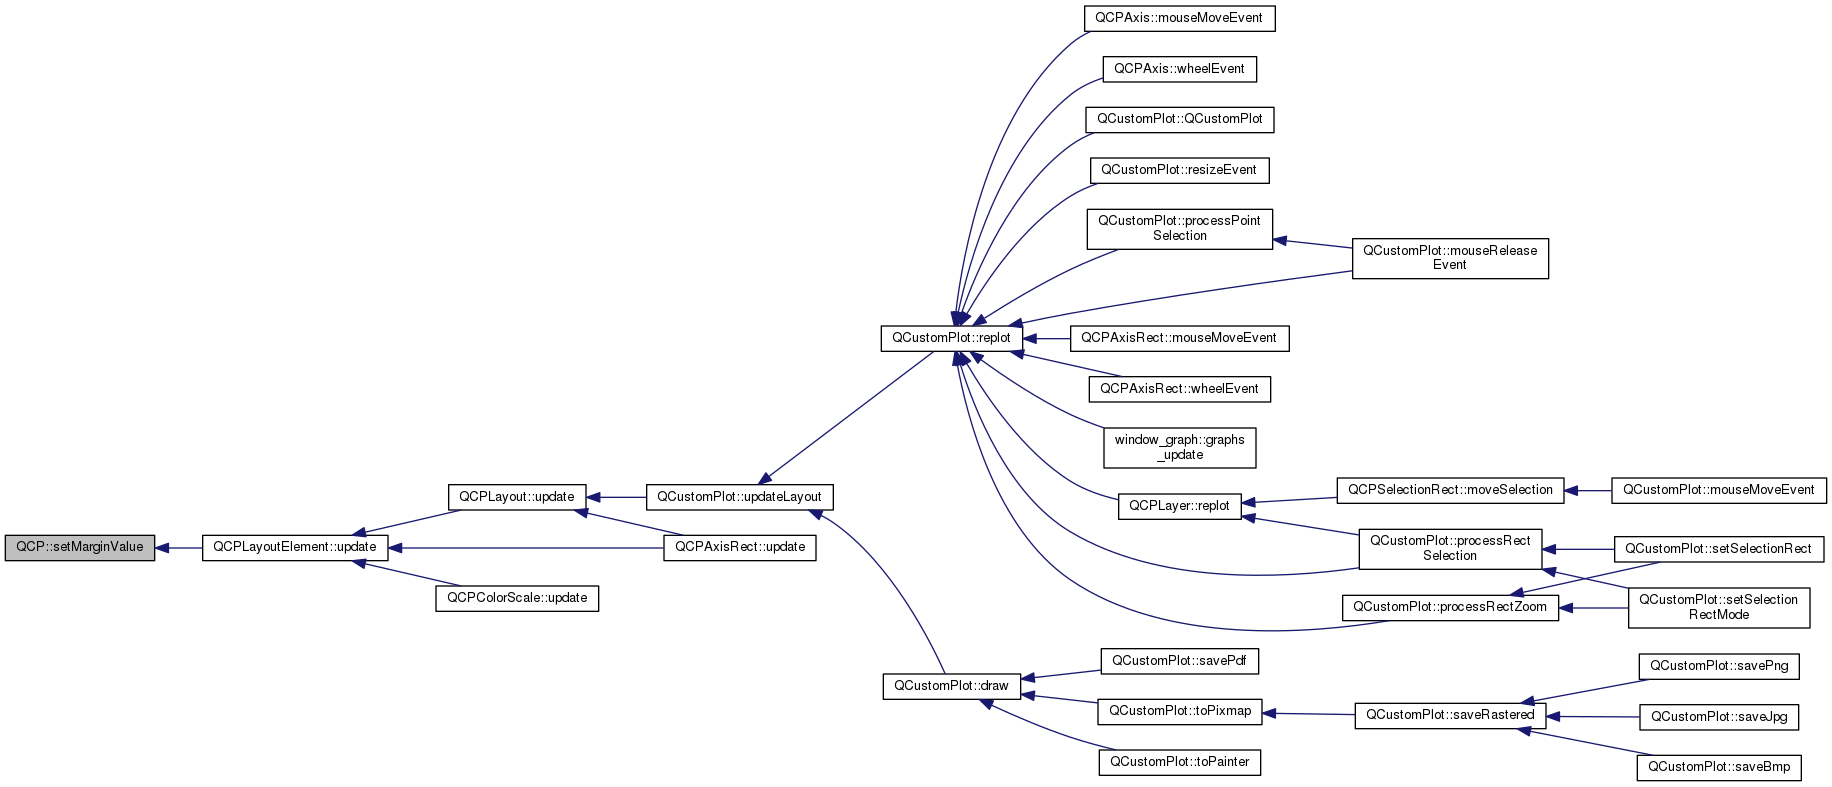 QCPAxis::mouseMoveEvent
QCPAxis::wheelEvent
QCustomPlot::QCustomPlot
QCustomPlot::resizeEvent
QCustomPlot::processPoint
Selection
QCustomPlot::mouseRelease
Event
QCustomPlot::replot
QCPAxisRect::mouseMoveEvent
QCPAxisRect::wheelEvent
window_graph::graphs
_update
QCPLayer::replot
QCPSelectionRect::moveSelection
QCustomPlot::mouseMoveEvent
QCPLayout::update
QCustomPlot::updateLayout
QCP::setMarginValue
QCPLayoutElement::update
QCPAxisRect::update
QCPColorScale::update
QCustomPlot::processRect
Selection
QCustomPlot::setSelectionRect
QCustomPlot::processRectZoom
QCustomPlot::setSelection
RectMode
QCustomPlot::draw
QCustomPlot::savePdf
QCustomPlot::toPixmap
QCustomPlot::toPainter
QCustomPlot::saveRastered
QCustomPlot::savePng
QCustomPlot::saveJpg
QCustomPlot::saveBmp